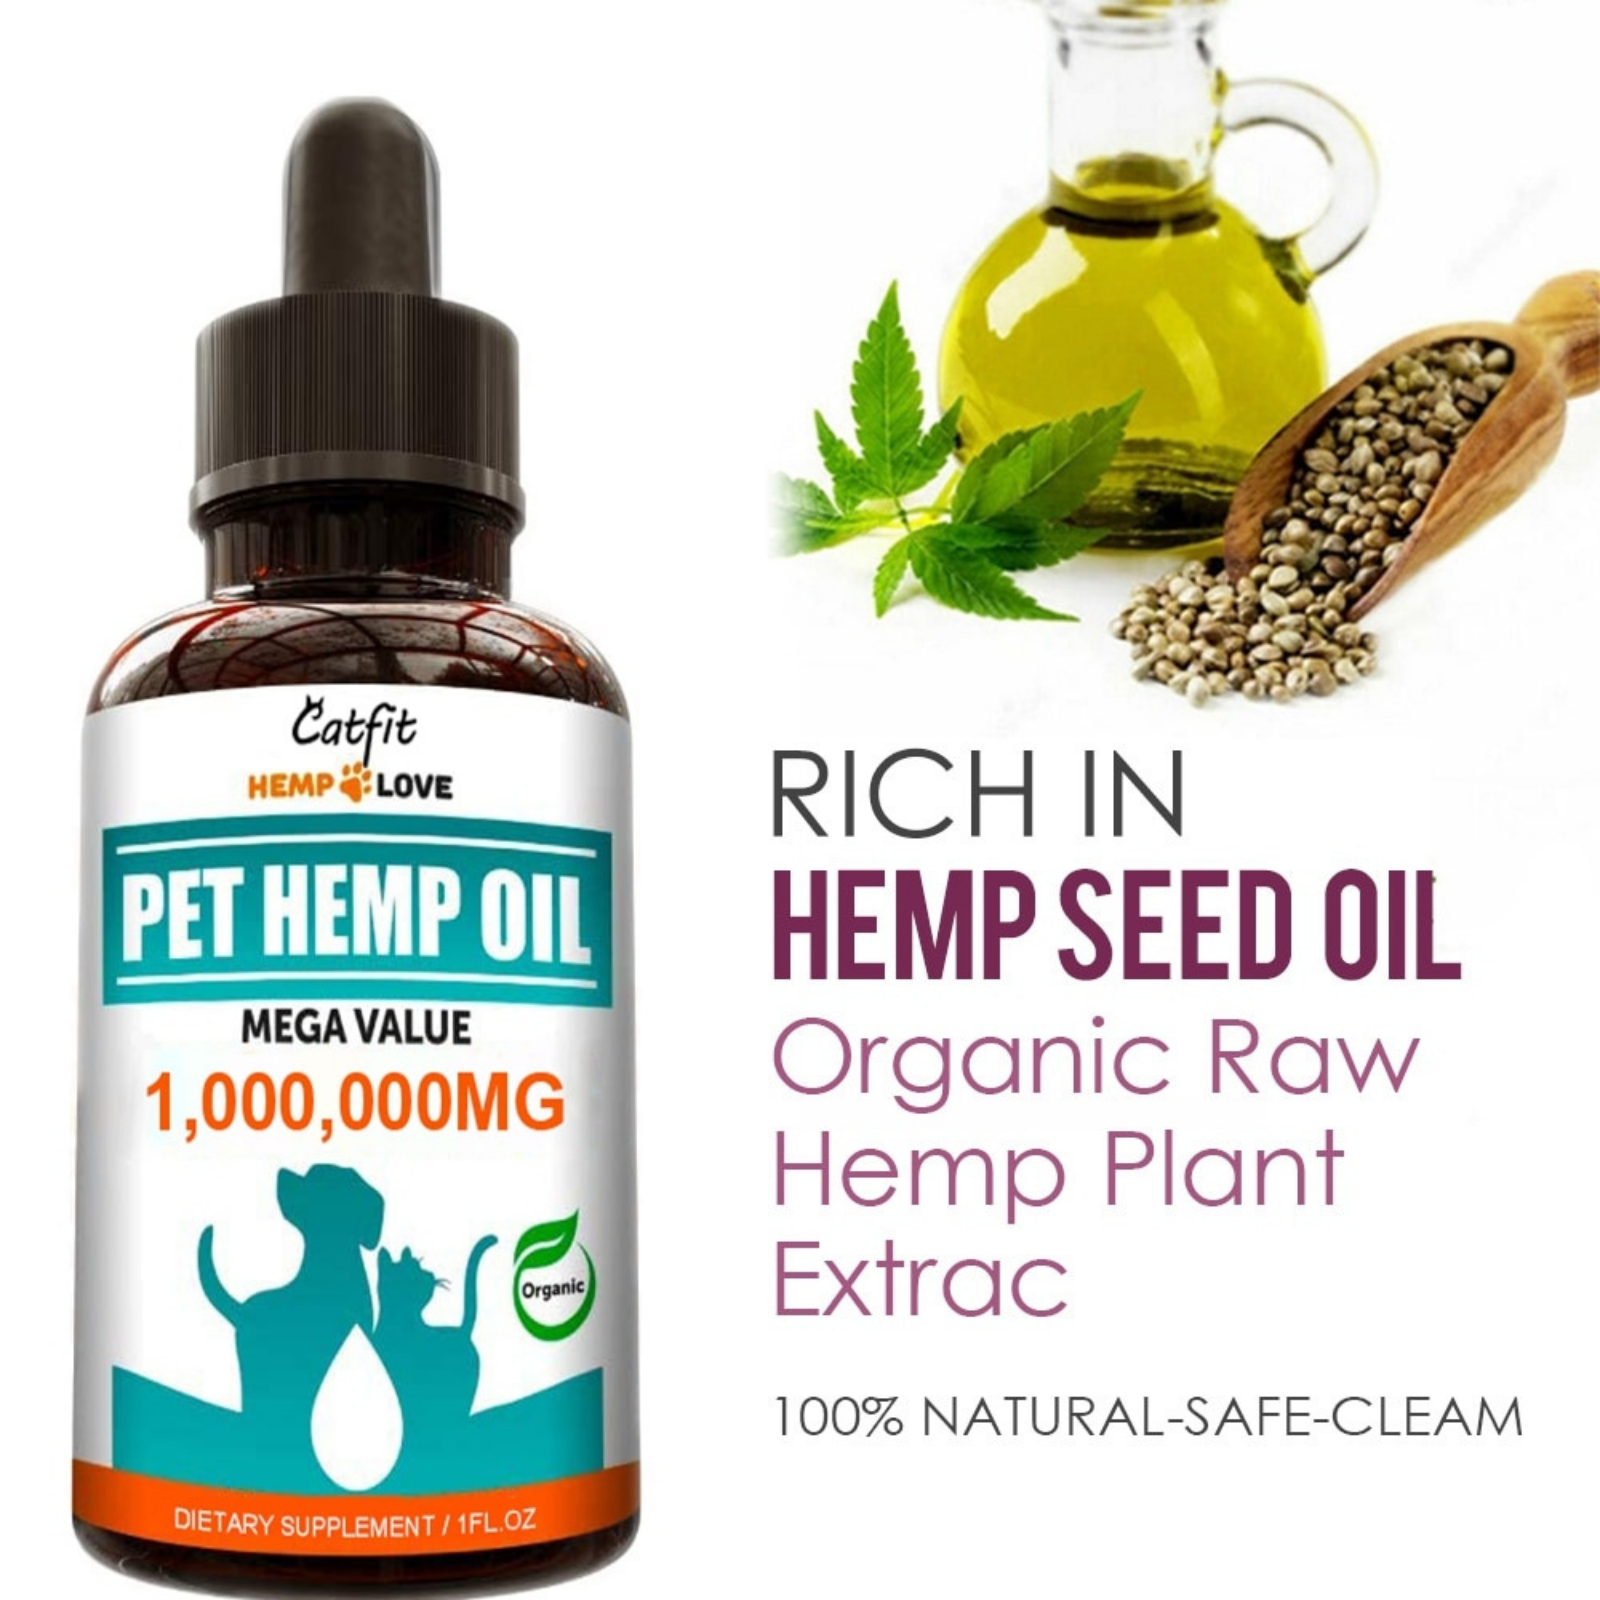 Catfit
HEMP LOVE
PET HEMP OIL
MEGA VALUE
1,000,000MG
Organic
DIETARY SUPPLEMENT / 1FL.OZ
RICH IN
HEMP SEED OIL
Organic Raw
Hemp Plant
Extrac
100% NATURAL-SAFE-CLEAM